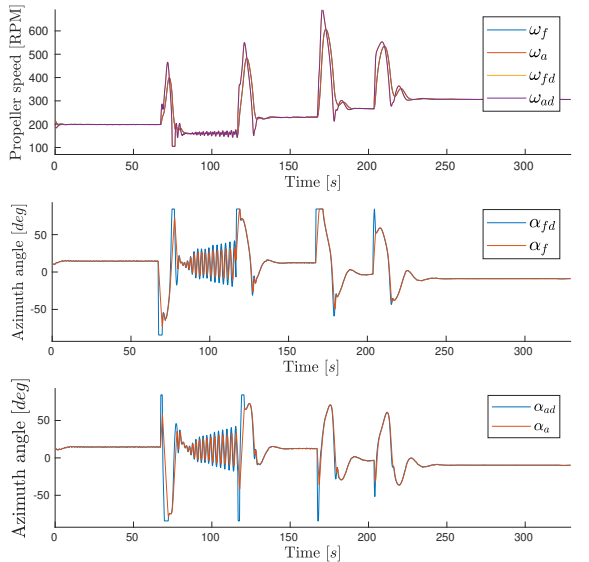 Propeller speed [RPM]
600
500
400
300
200
100
ω_f
ω_a
ω_fd
ω_ad
0 50 100 150 200 250 300
Time [s]
Azimuth angle [deg]
50
0
-50
α_fd
α_f
0 50 100 150 200 250 300
Time [s]
Azimuth angle [deg]
50
0
-50
α_ad
α_a
0 50 100 150 200 250 300
Time [s]